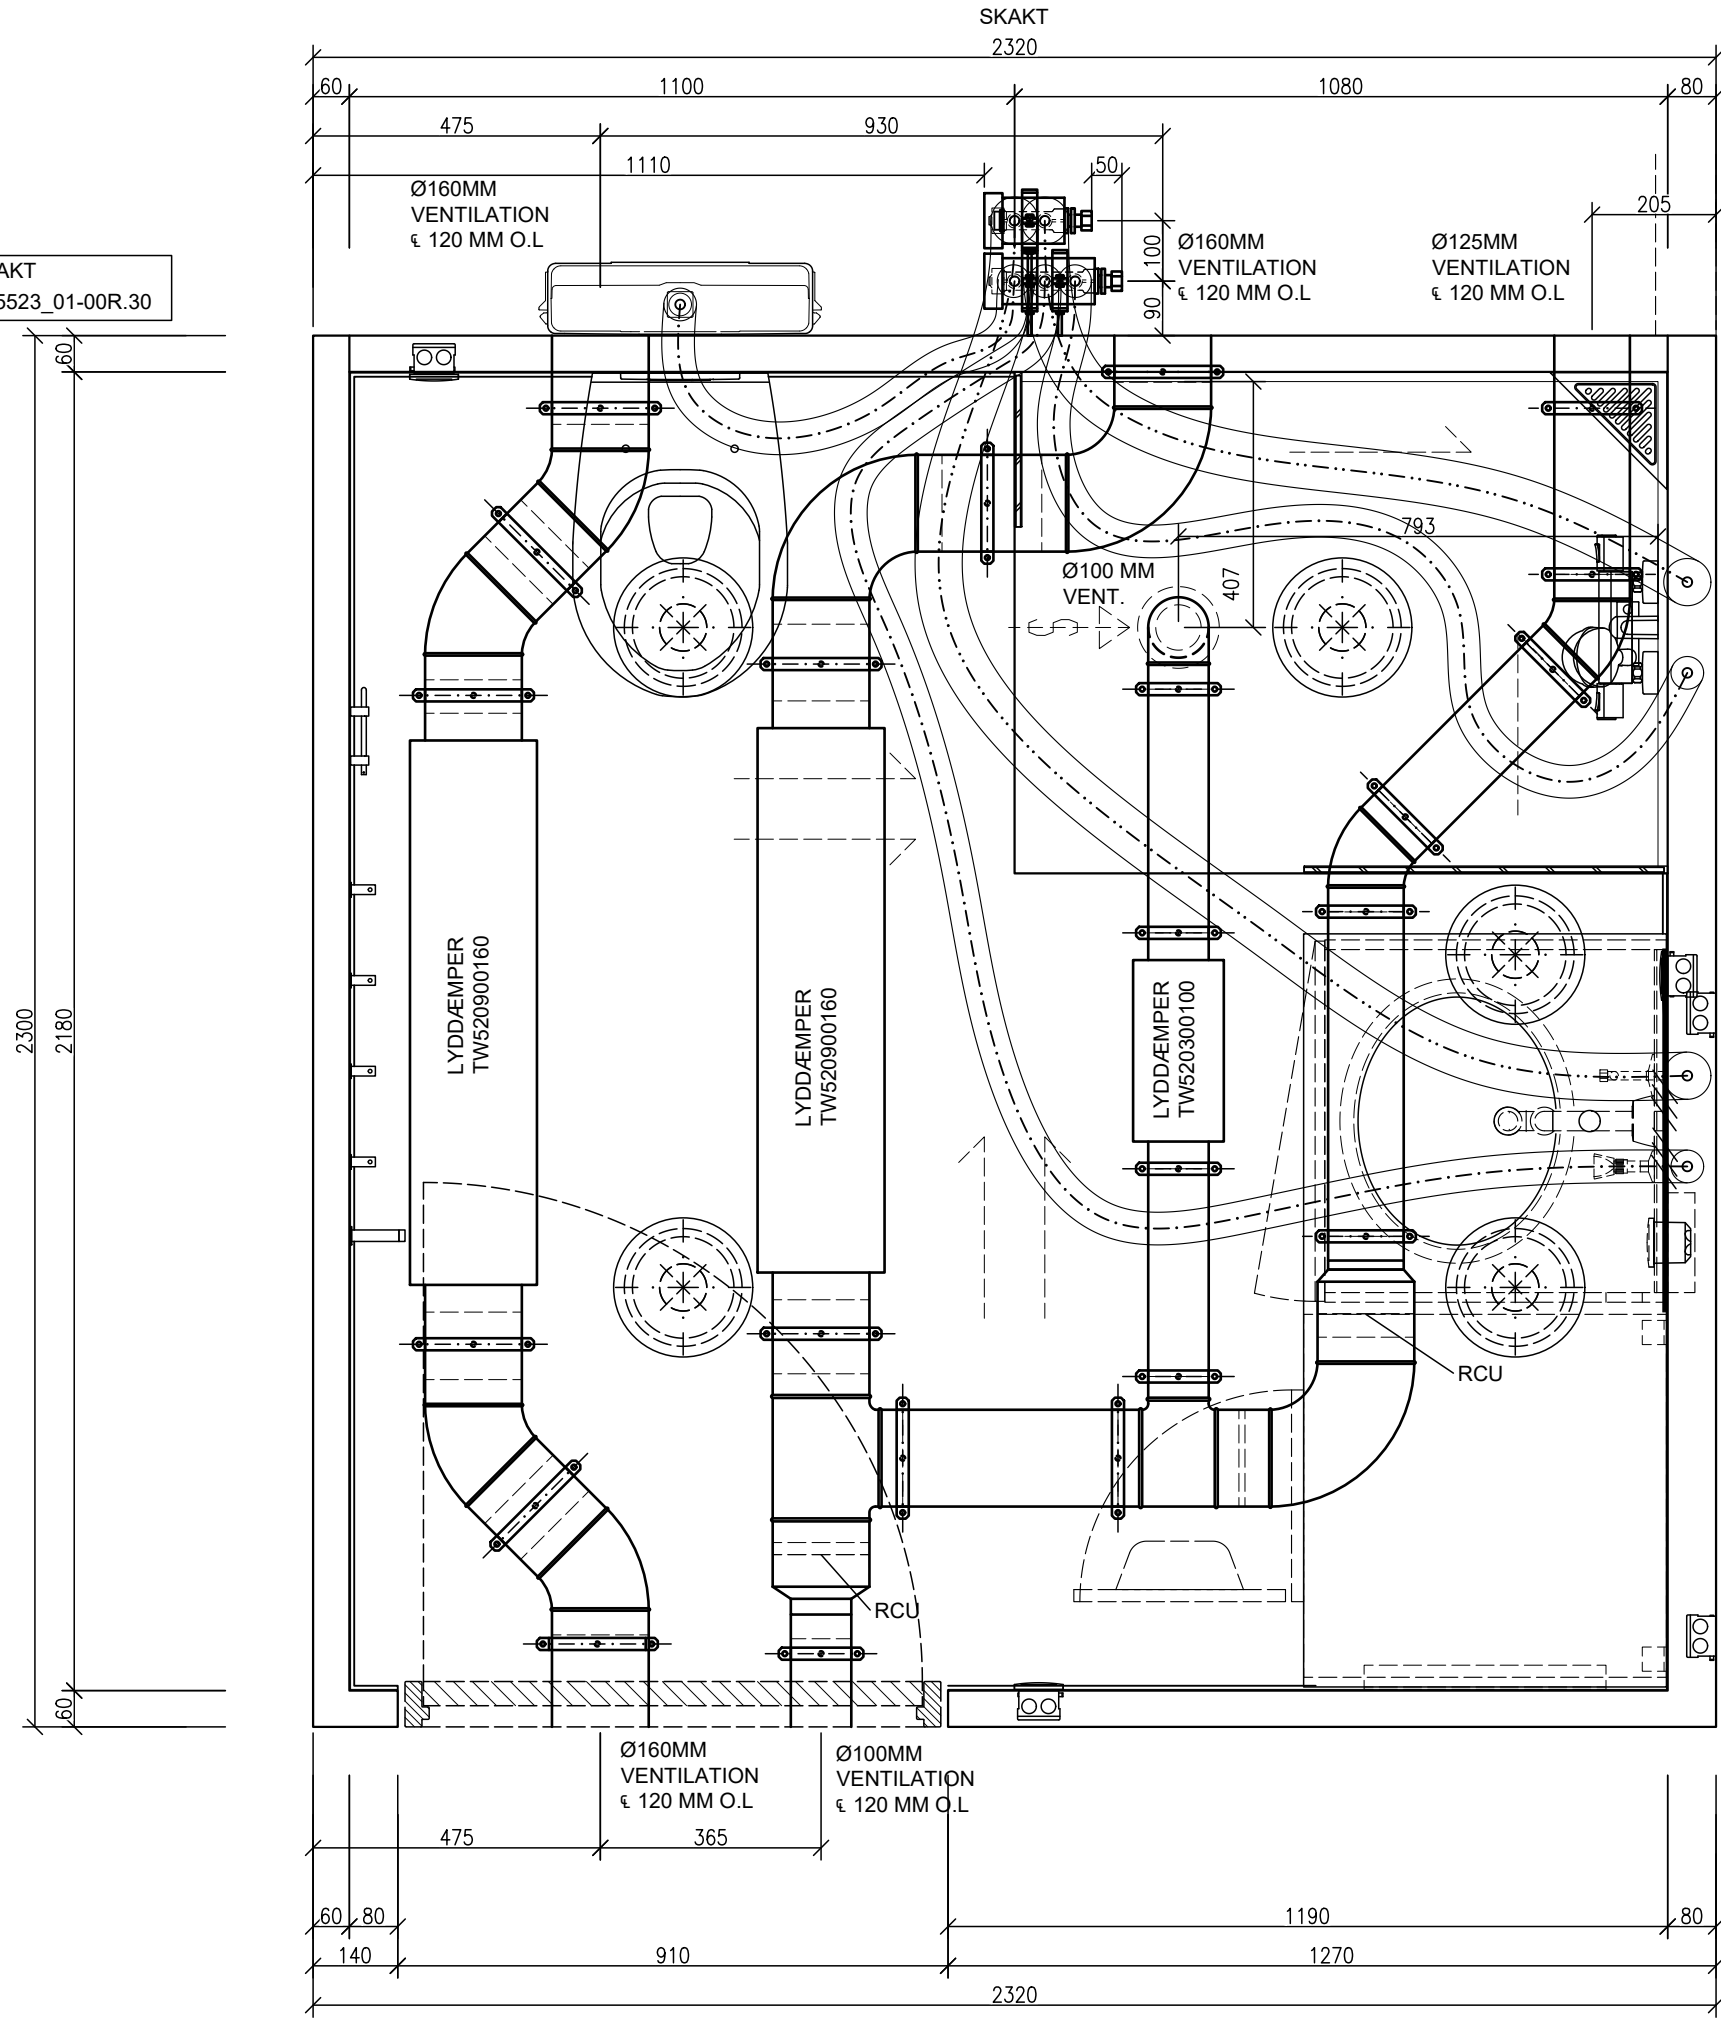 SKAKT
2320
60
1100
1080
80
475
930
1110
50
205
Ø160MM
VENTILATION
℄ 120 MM O.L
100
90
Ø160MM
VENTILATION
℄ 120 MM O.L
Ø125MM
VENTILATION
℄ 120 MM O.L
AKT
5523_01-00R.30
60
2300
2180
60
793
407
Ø100 MM
VENT.
S
LYDDÆMPER
TW520900160
LYDDÆMPER
TW520900160
LYDDÆMPER
TW520300100
RCU
RCU
Ø160MM
VENTILATION
℄ 120 MM O.L
Ø100MM
VENTILATION
℄ 120 MM O.L
475
365
60
80
1190
80
140
910
1270
2320